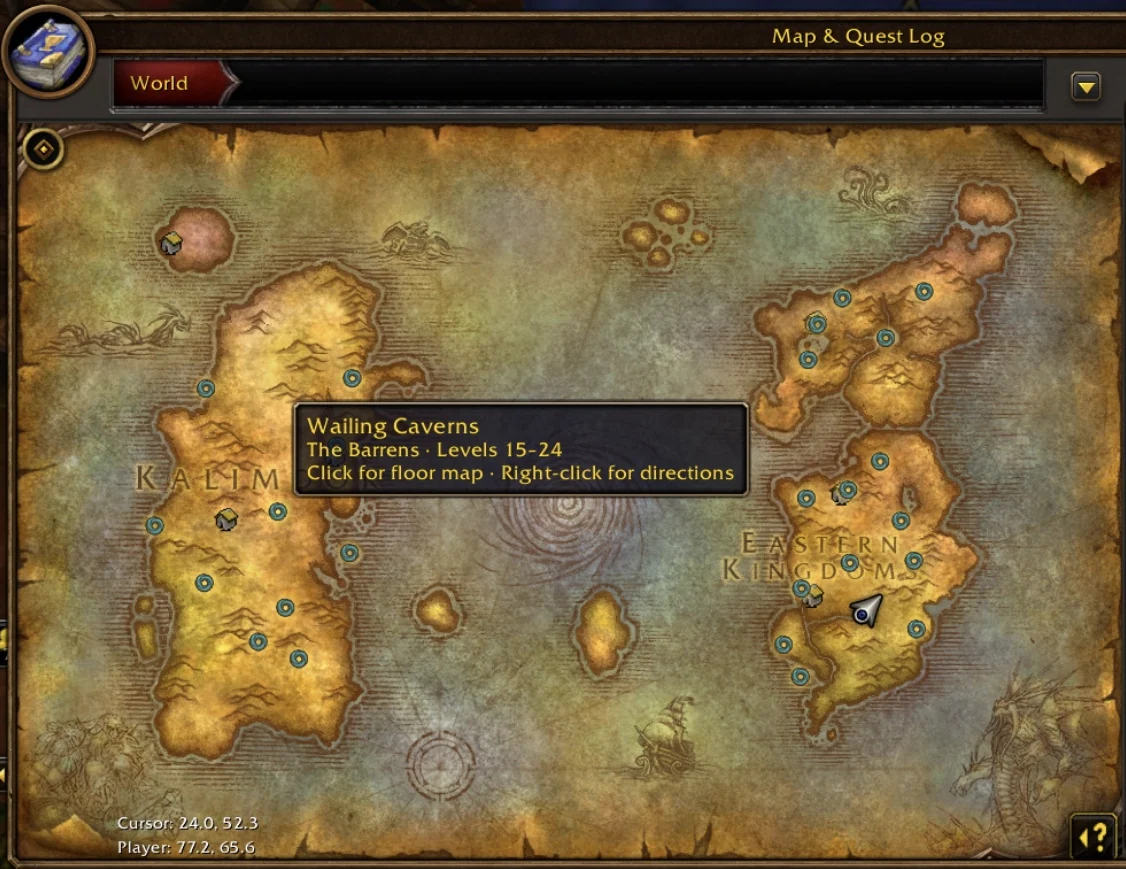 Map & Quest Log
World
Wailing Caverns
The Barrens · Levels 15-24
Click for floor map · Right-click for directions
KALIM
EASTERN
KINGDOMS
Cursor: 24.0, 52.3
Player: 77.2, 65.6
?